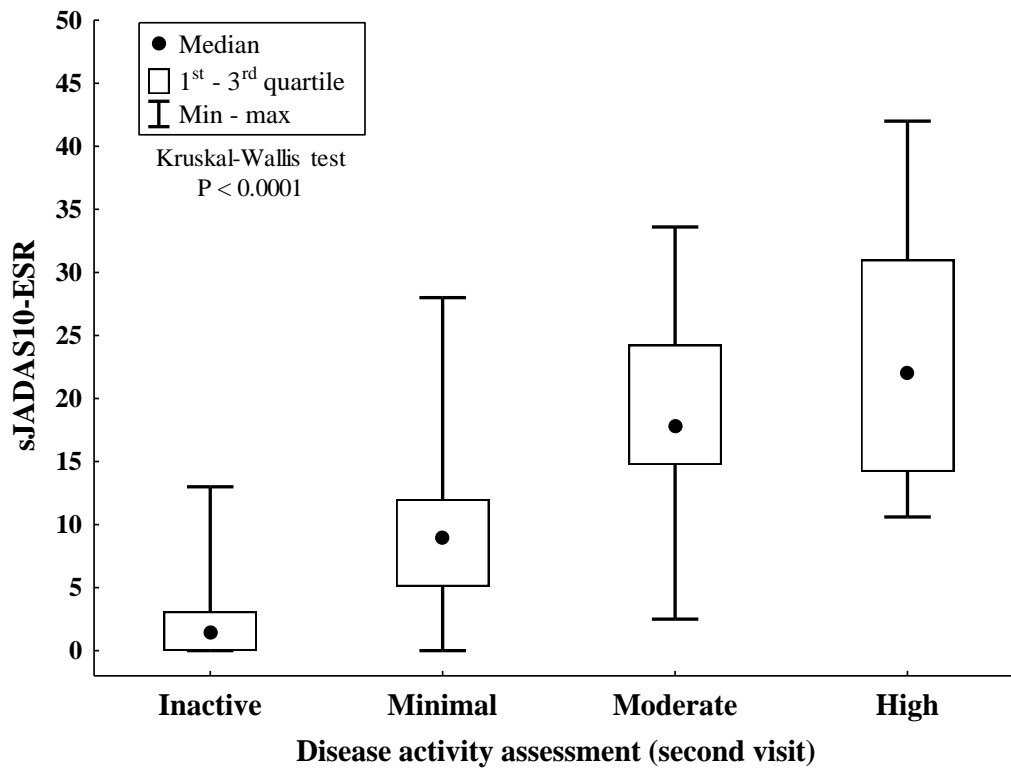 50
45
40
35
30
25
20
15
10
5
0
sJADAS10-ESR
Median
1st - 3rd quartile
Min - max
Kruskal-Wallis test
P < 0.0001
Inactive Minimal Moderate High
Disease activity assessment (second visit)